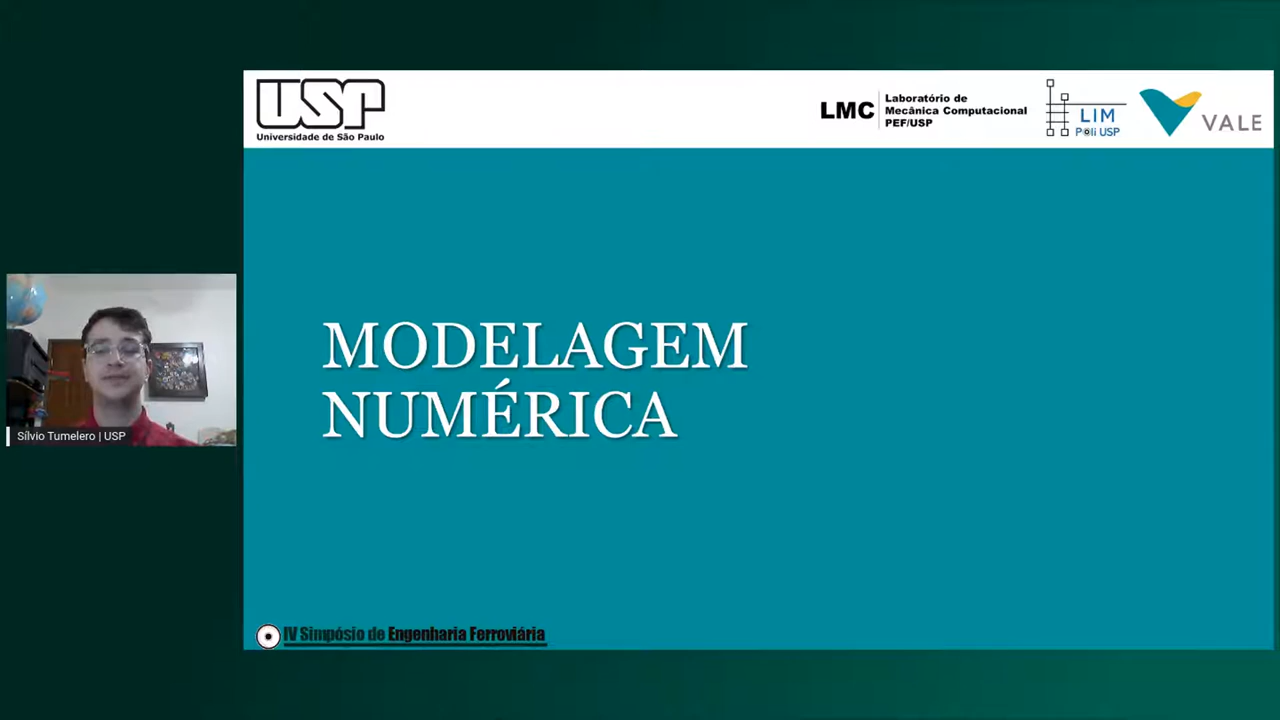 USP
Universidade de São Paulo
LMC
Laboratório de
Mecânica Computacional
PEF/USP
LIM
Poli USP
VALE
MODELAGEM
NUMÉRICA
Sílvio Tumelero | USP
IV Simpósio de Engenharia Ferroviária